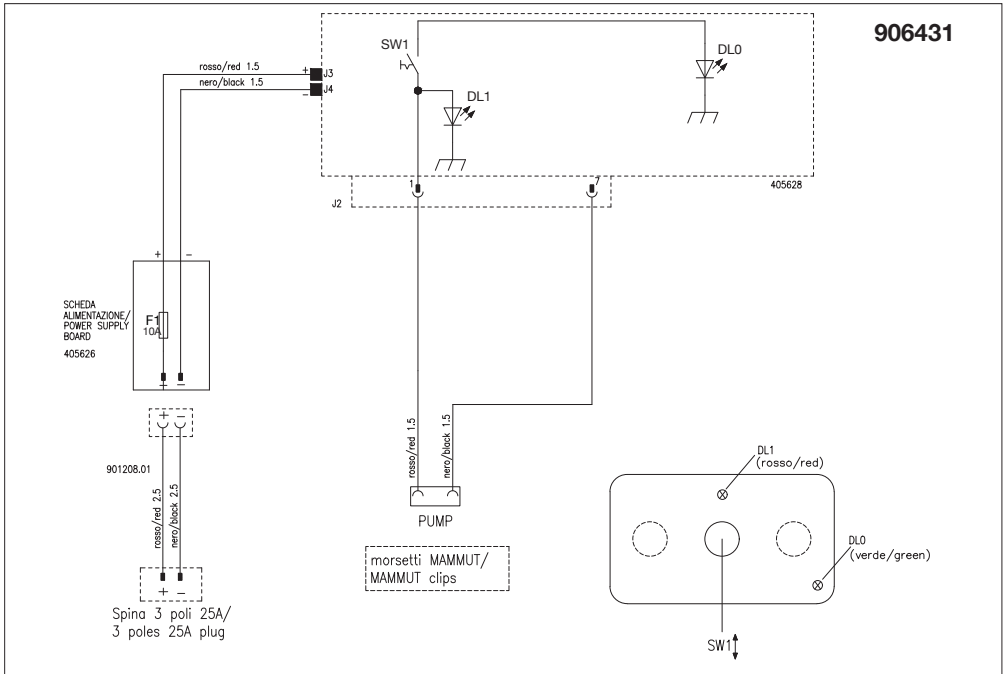 906431
SW1
DL0
rosso/red 1.5
+ J3
nero/black 1.5
– J4
DL1
1
7
405628
J2
+ –
SCHEDA
ALIMENTAZIONE/
POWER SUPPLY
BOARD
405626
F1
10A
+ –
+ –
901208.01
rosso/red 2.5
nero/black 2.5
+ –
Spina 3 poli 25A/
3 poles 25A plug
rosso/red 1.5
nero/black 1.5
PUMP
morsetti MAMMUT/
MAMMUT clips
DL1
(rosso/red)
DL0
(verde/green)
SW1